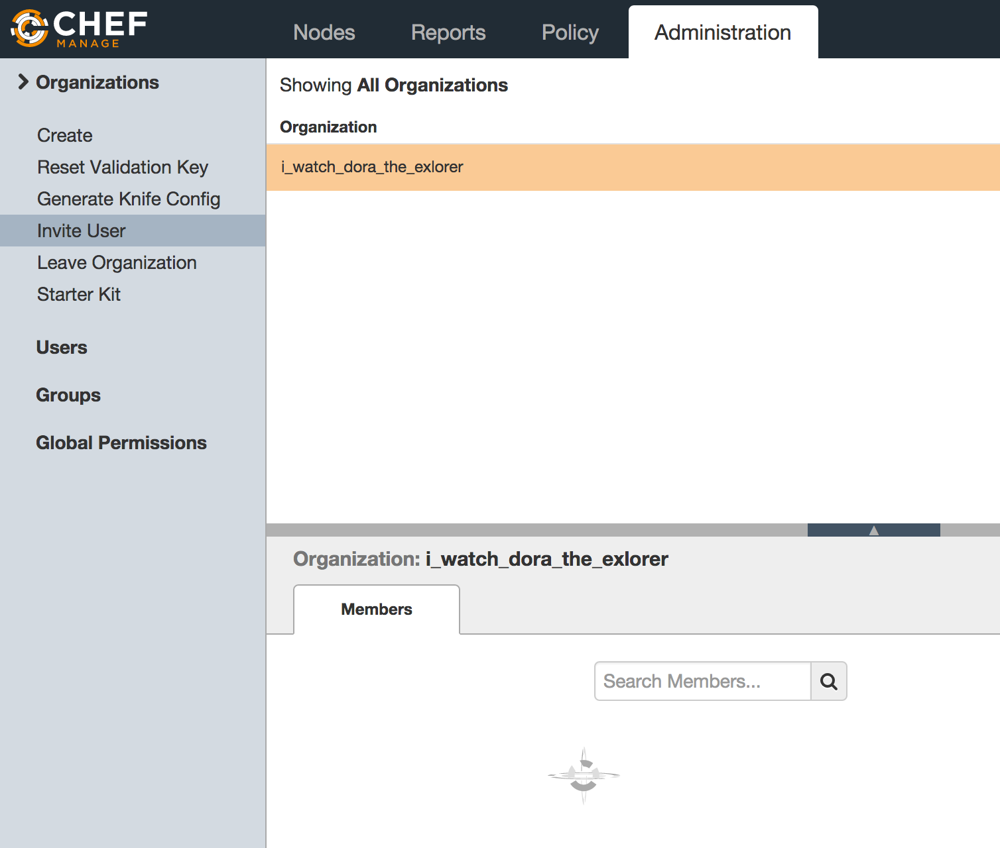 CHEF
MANAGE
Nodes
Reports
Policy
Administration
Organizations
Create
Reset Validation Key
Generate Knife Config
Invite User
Leave Organization
Starter Kit
Users
Groups
Global Permissions
Showing All Organizations
Organization
i_watch_dora_the_exlorer
Organization: i_watch_dora_the_exlorer
Members
Search Members...